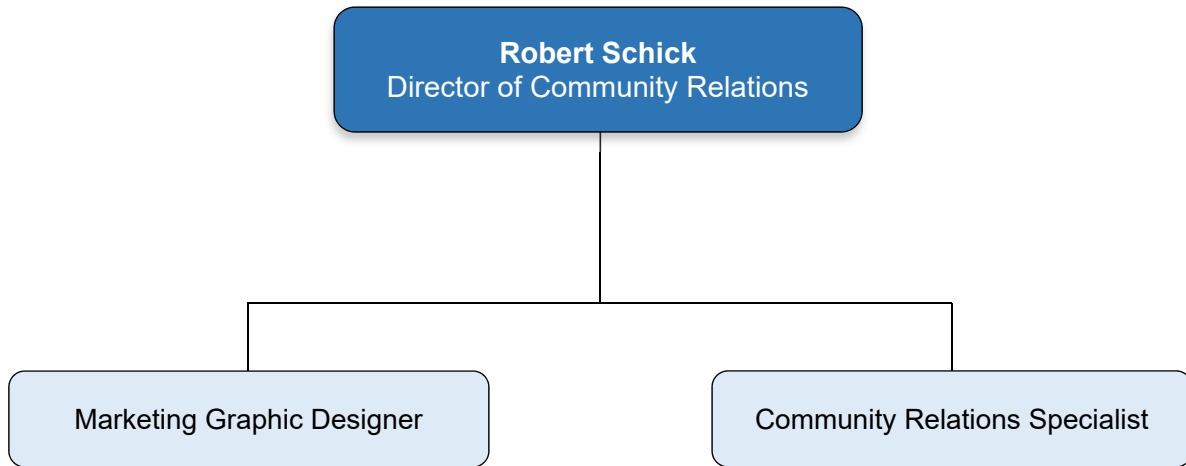 Robert Schick
Director of Community Relations
Marketing Graphic Designer
Community Relations Specialist